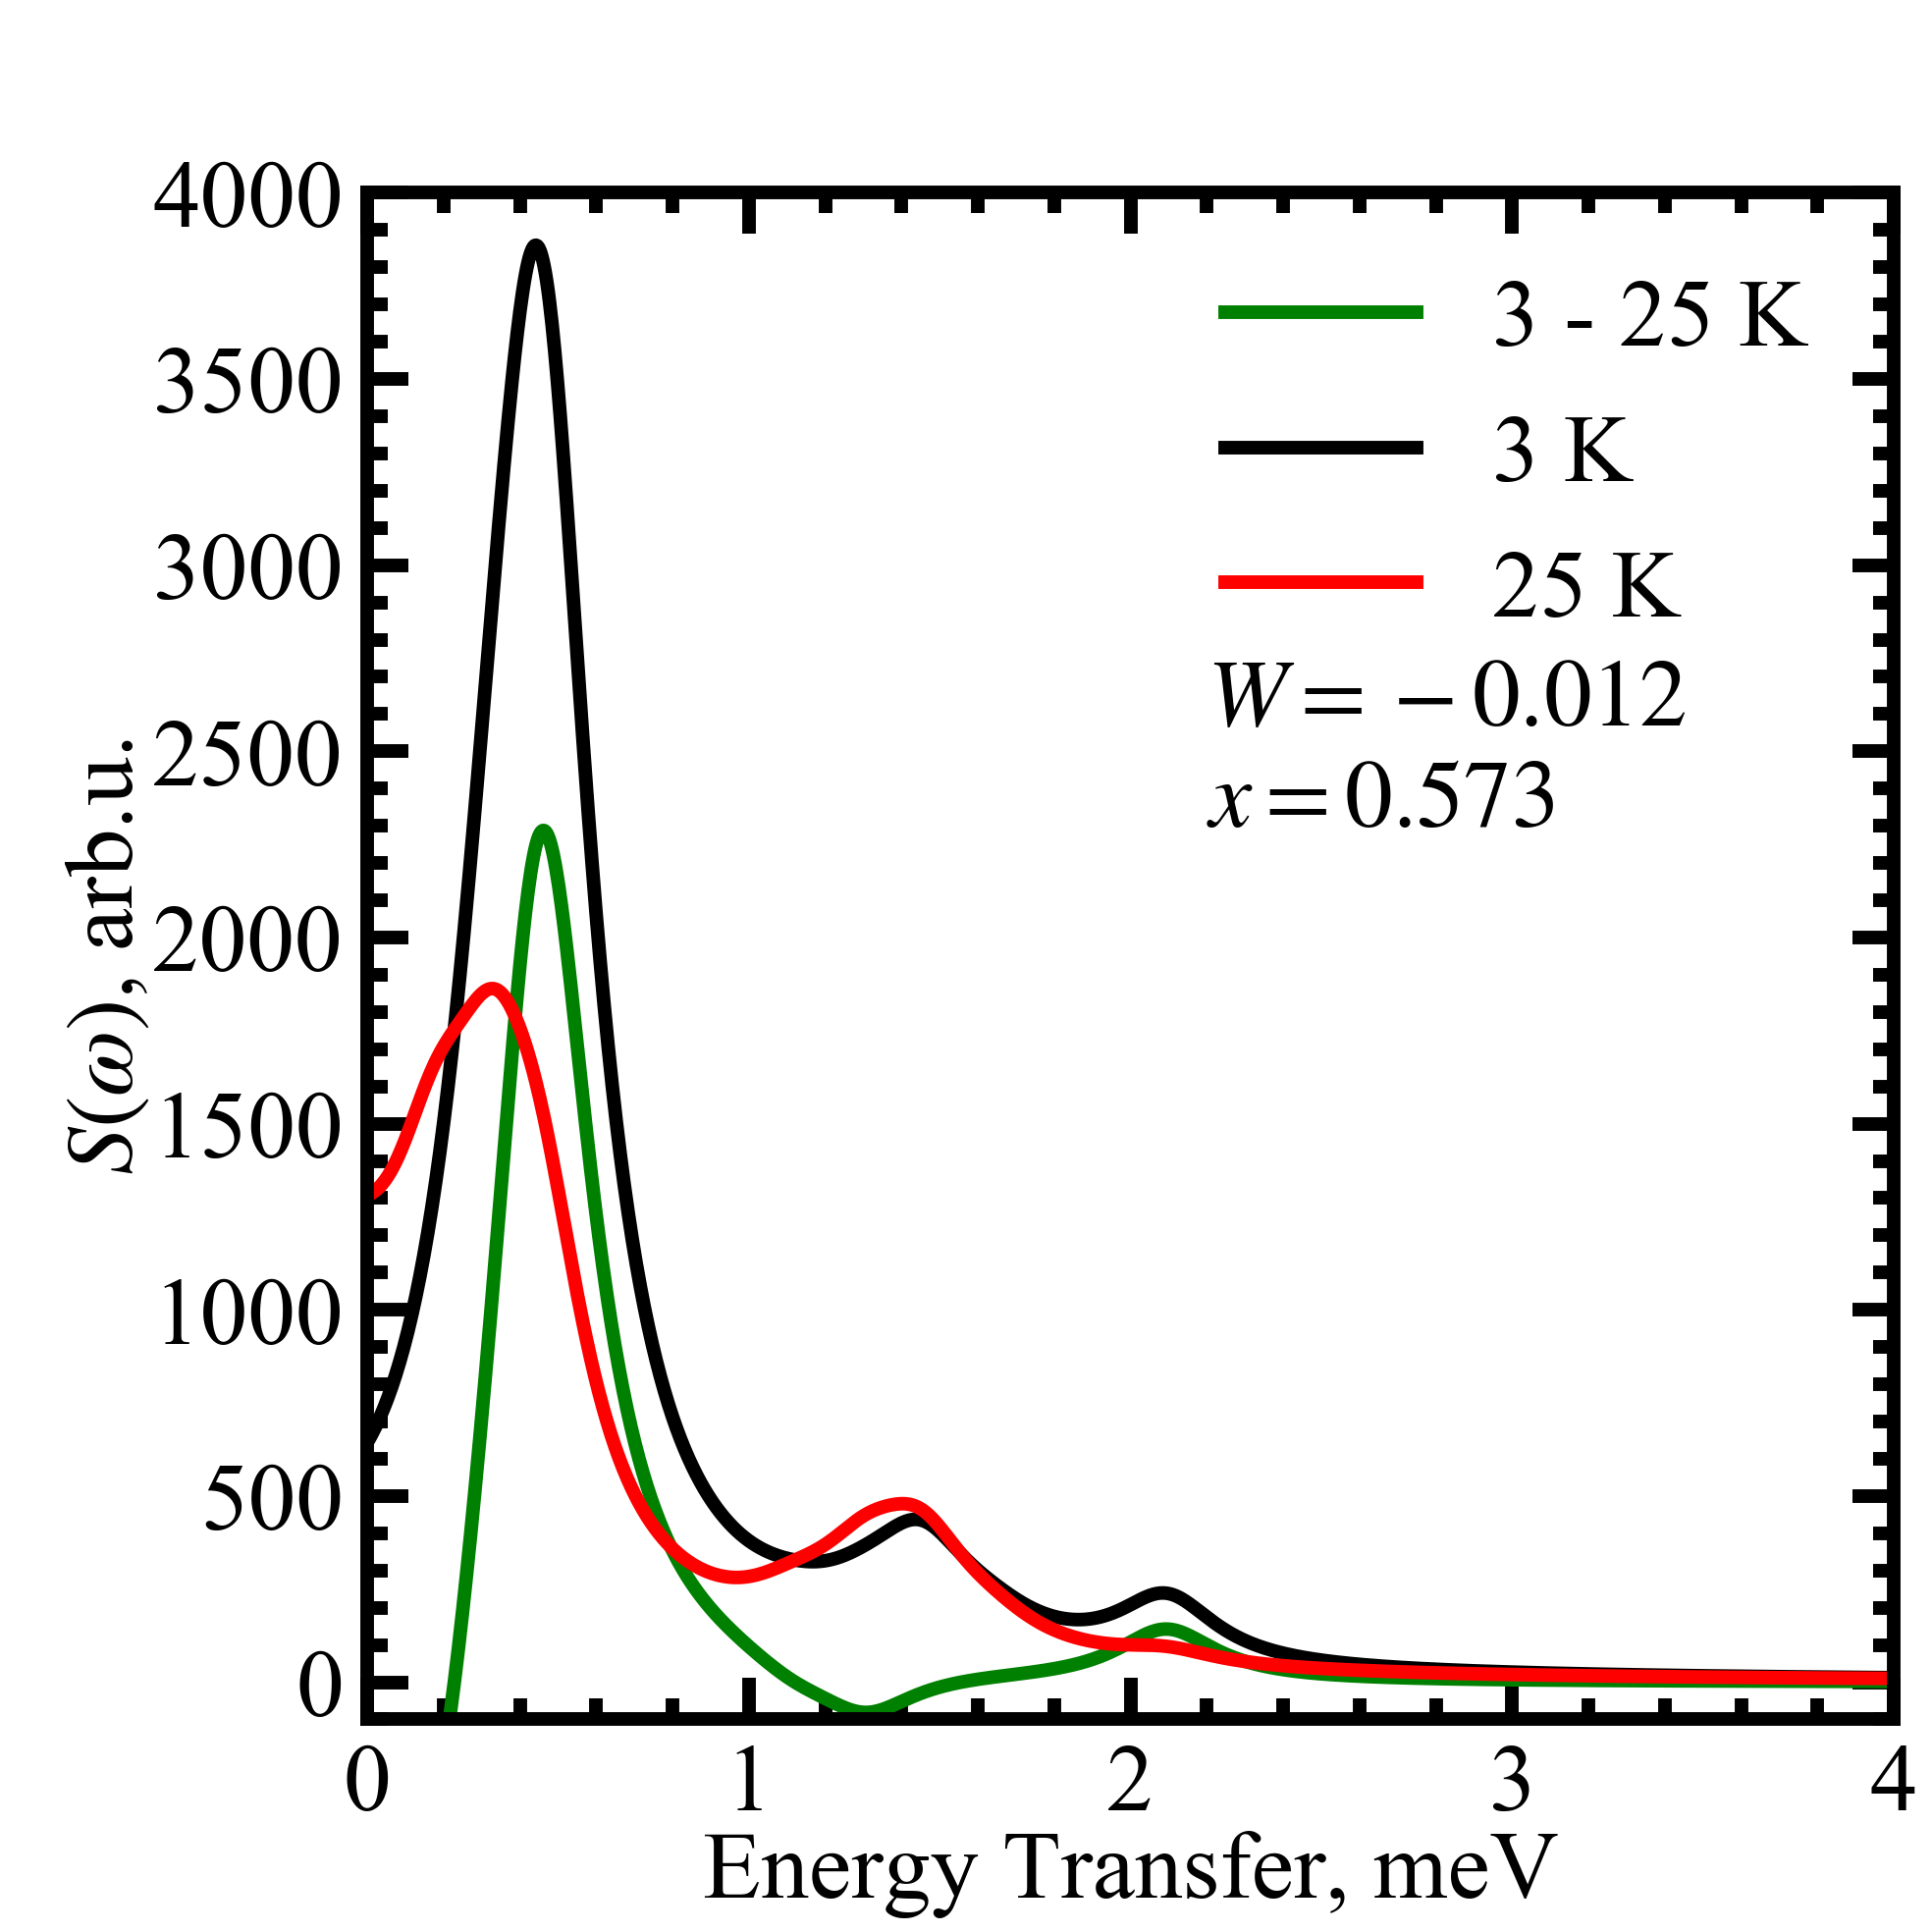 4000
3500
3000
2500
2000
1500
1000
500
0
S(ω), arb.u.
3 - 25 K
3 K
25 K
W = − 0.012
x = 0.573
0 1 2 3 4
Energy Transfer, meV